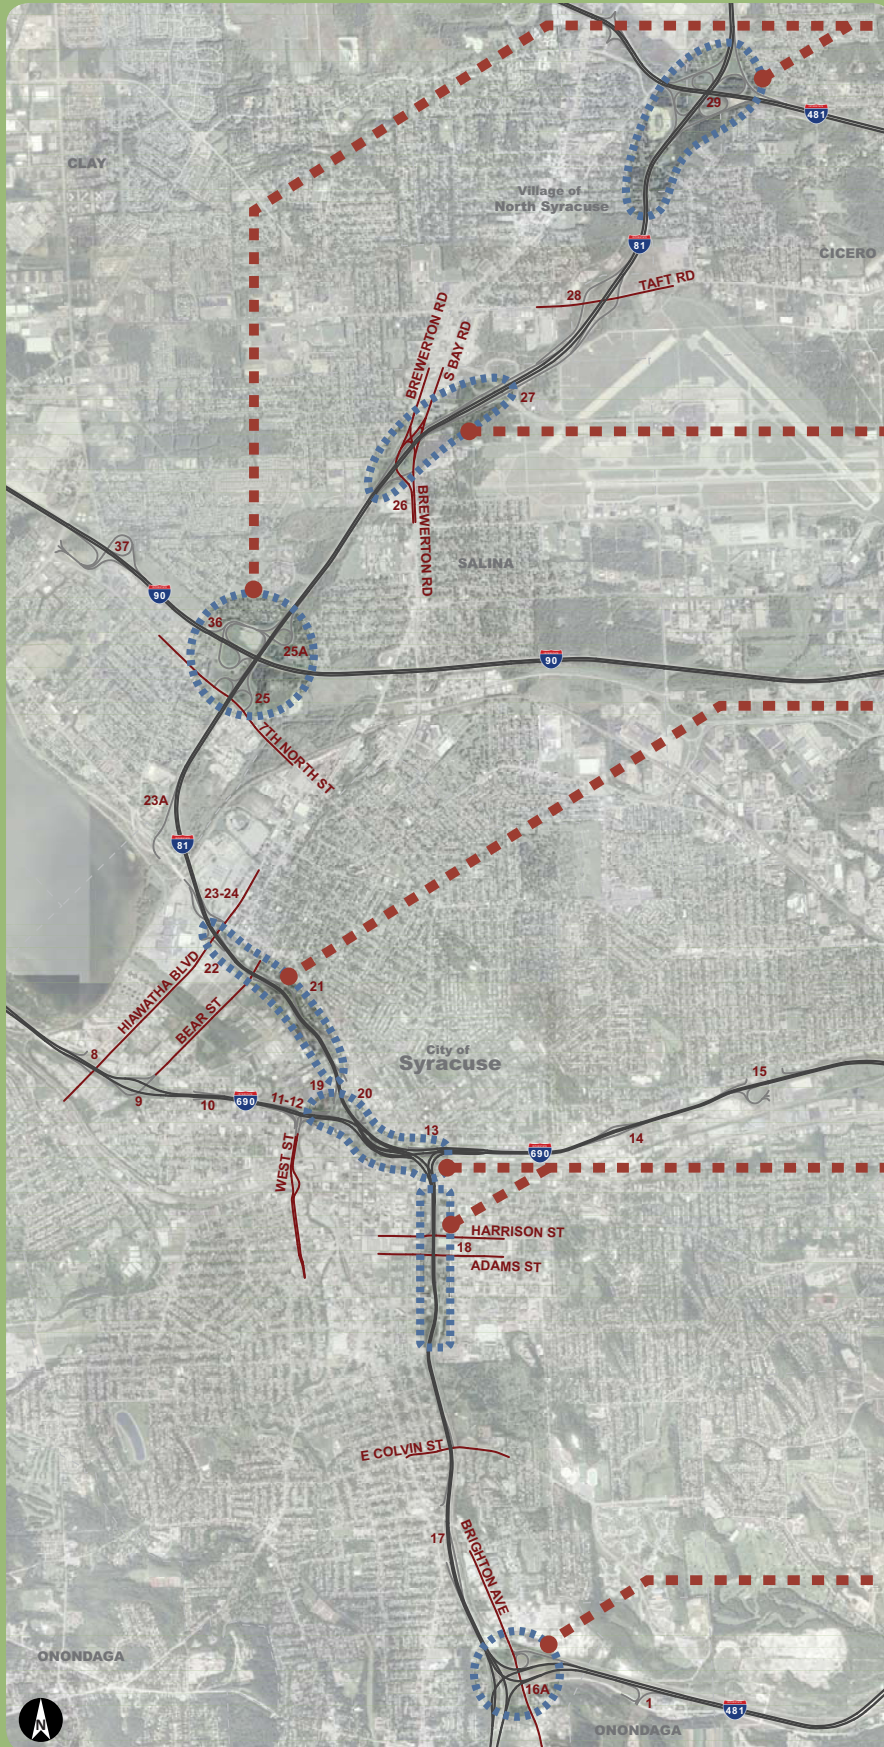 29
481
CLAY
Village of
North Syracuse
81
CICERO
TAFT RD
28
BREWERTON RD
S BAY RD
27
26
BREWERTON RD
SALINA
37
90
36
25A
90
25
7TH NORTH ST
23A
81
23-24
HIAWATHA BLVD
22
21
BEAR ST
City of
Syracuse
8
9
10
690
11-12
19
20
13
15
14
690
WEST ST
HARRISON ST
18
ADAMS ST
E COLVIN ST
17
BRIGHTON AVE
ONONDAGA
16A
1
481
ONONDAGA
N